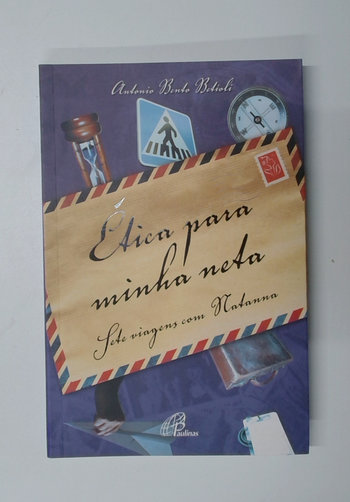 Antonio Bento Betioli
Ética para
minha neta
Sete viagens com Natanna
Paulinas